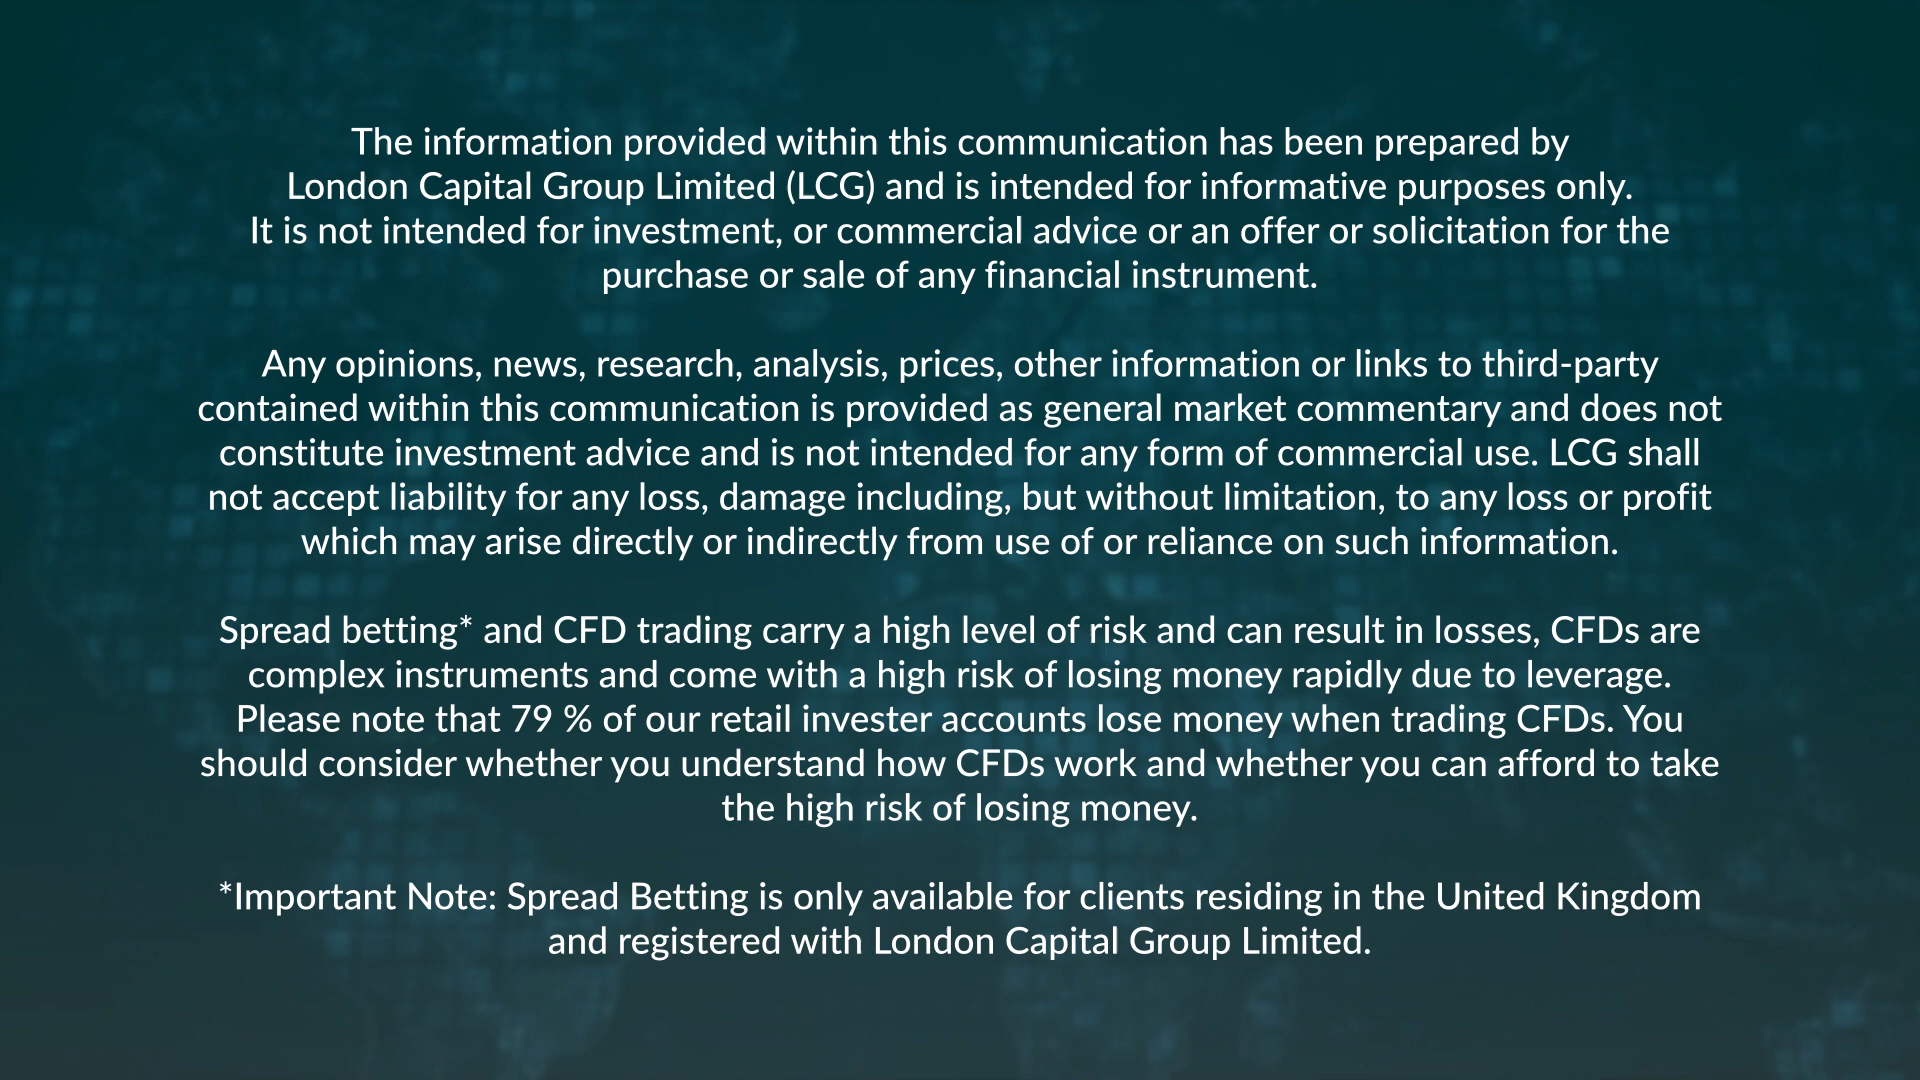 The information provided within this communication has been prepared by
London Capital Group Limited (LCG) and is intended for informative purposes only.
It is not intended for investment, or commercial advice or an offer or solicitation for the
purchase or sale of any financial instrument.
Any opinions, news, research, analysis, prices, other information or links to third-party
contained within this communication is provided as general market commentary and does not
constitute investment advice and is not intended for any form of commercial use. LCG shall
not accept liability for any loss, damage including, but without limitation, to any loss or profit
which may arise directly or indirectly from use of or reliance on such information.
Spread betting* and CFD trading carry a high level of risk and can result in losses, CFDs are
complex instruments and come with a high risk of losing money rapidly due to leverage.
Please note that 79 % of our retail invester accounts lose money when trading CFDs. You
should consider whether you understand how CFDs work and whether you can afford to take
the high risk of losing money.
*Important Note: Spread Betting is only available for clients residing in the United Kingdom
and registered with London Capital Group Limited.